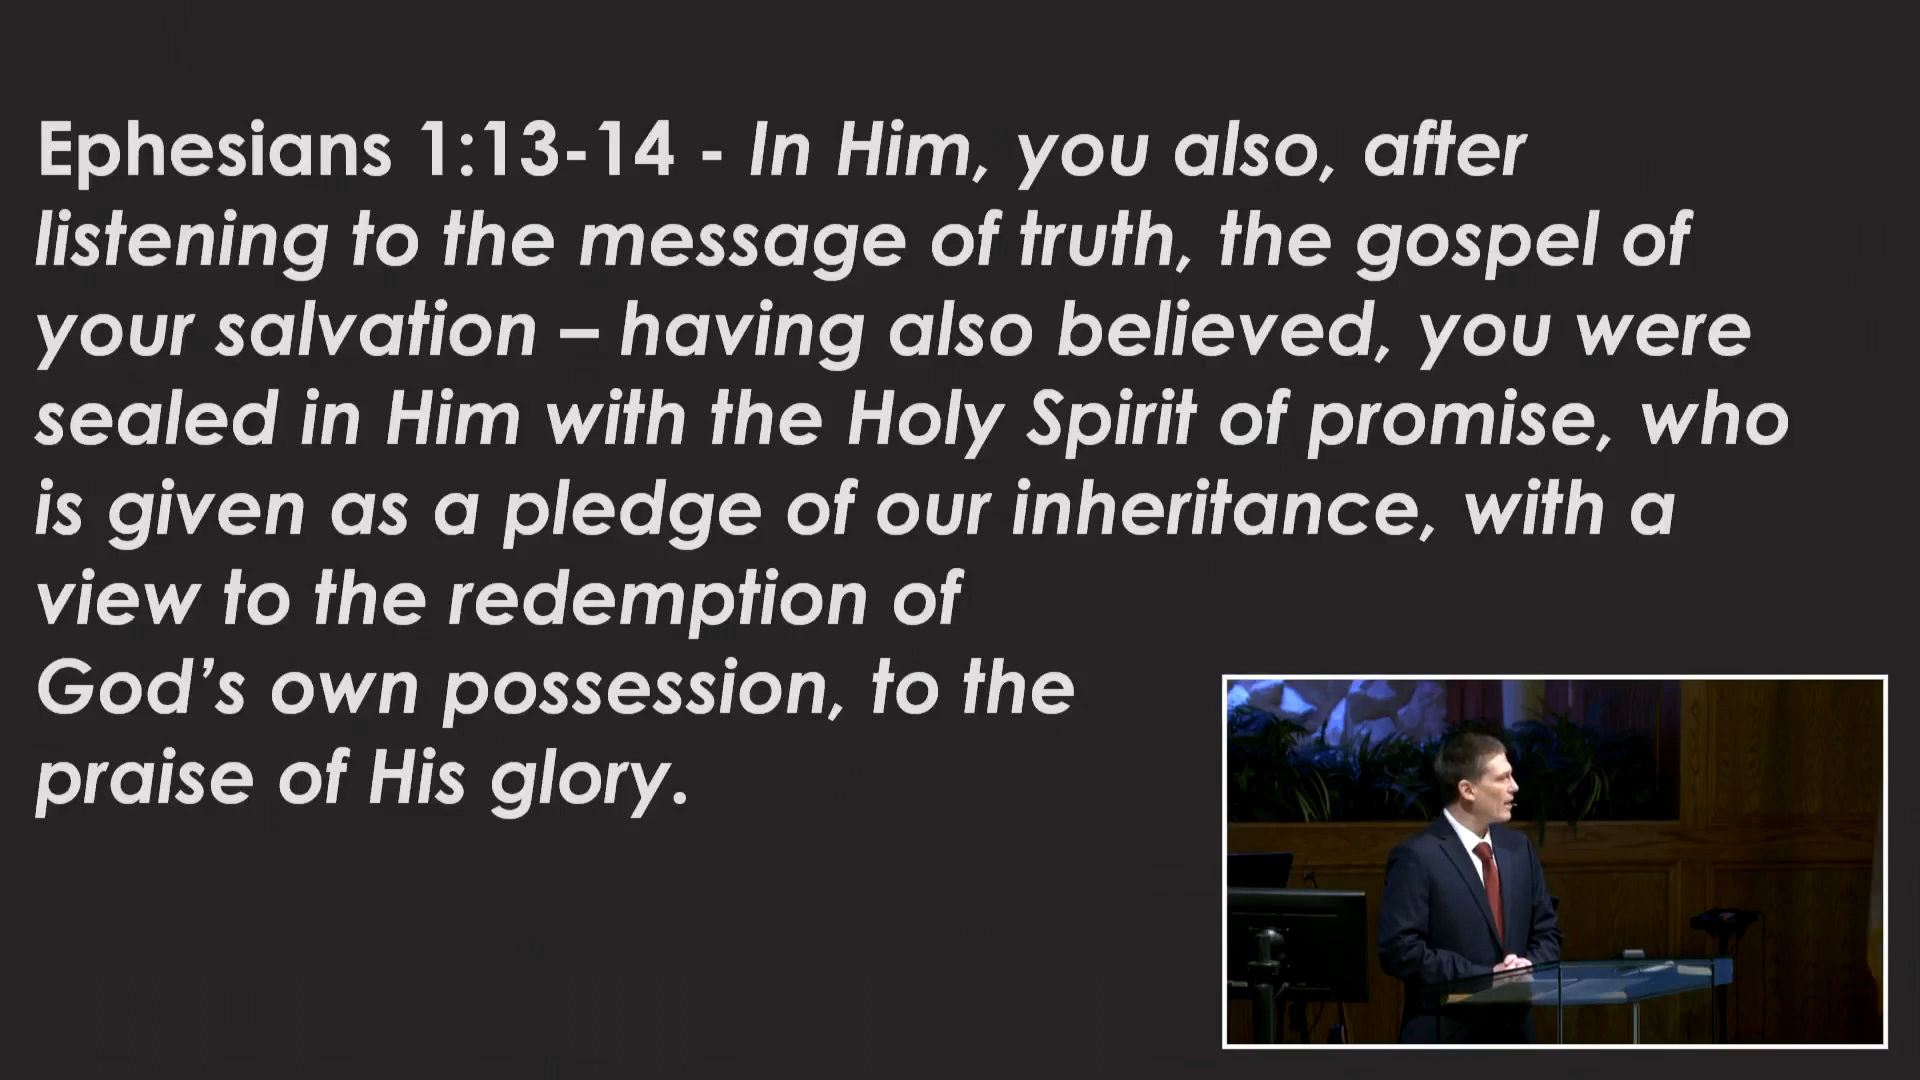 Ephesians 1:13-14 - In Him, you also, after
listening to the message of truth, the gospel of
your salvation – having also believed, you were
sealed in Him with the Holy Spirit of promise, who
is given as a pledge of our inheritance, with a
view to the redemption of
God’s own possession, to the
praise of His glory.